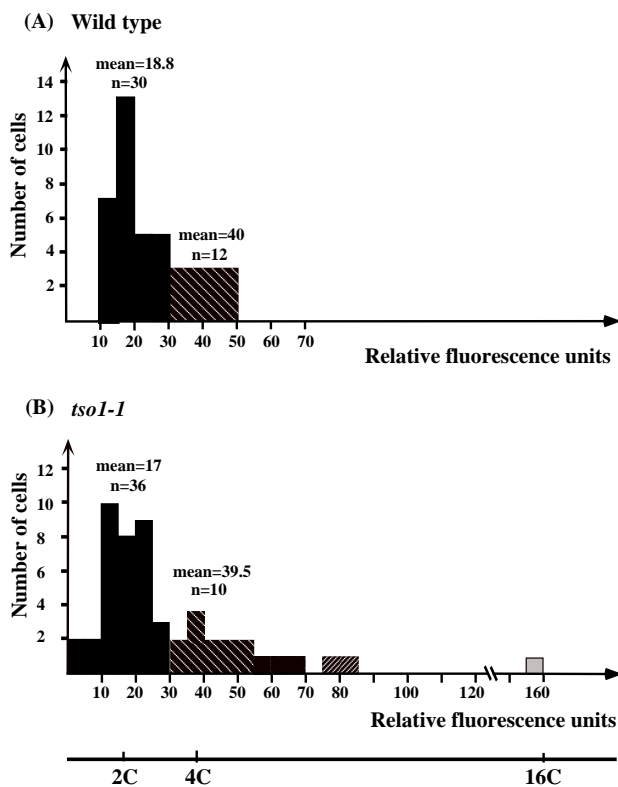 (A) Wild type
mean=18.8
n=30
14
12
10
8
6
4
2
Number of cells
mean=40
n=12
10 20 30 40 50 60 70
Relative fluorescence units
(B) tso1-1
mean=17
n=36
12
10
8
6
4
2
Number of cells
mean=39.5
n=10
10 20 30 40 50 60 80 100 120 160
Relative fluorescence units
2C 4C 16C